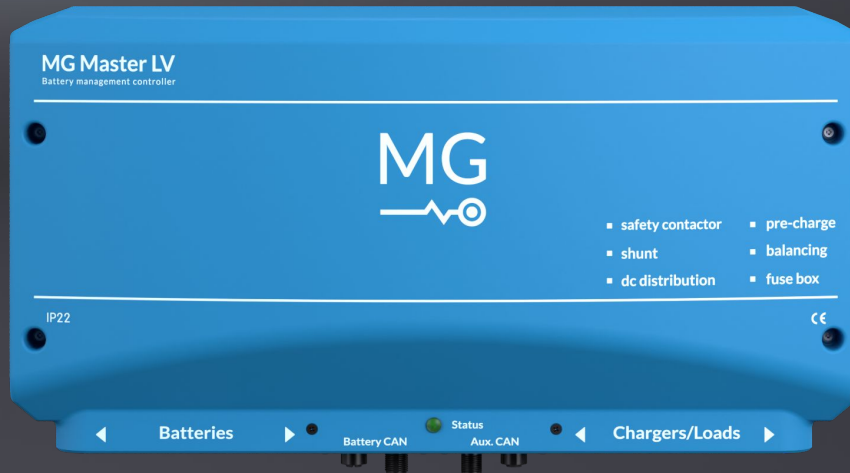 MG Master LV
Battery management controller
MG
safety contactor
pre-charge
shunt
balancing
dc distribution
fuse box
IP22
CE
Batteries
Battery CAN
Status
Aux. CAN
Chargers/Loads